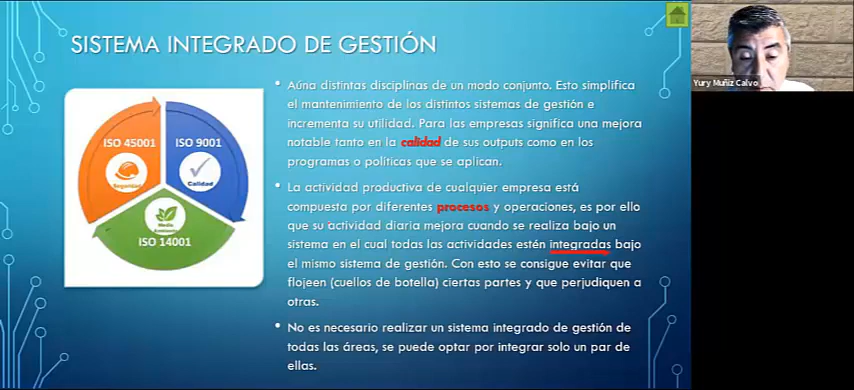 SISTEMA INTEGRADO DE GESTIÓN
Yury Muñiz Calvo
ISO 45001
ISO 9001
Seguridad
Calidad
Medio
Ambiente
ISO 14001
• Aúna distintas disciplinas de un modo conjunto. Esto simplifica
el mantenimiento de los distintos sistemas de gestión e
incrementa su utilidad. Para las empresas significa una mejora
notable tanto en la calidad de sus outputs como en los
programas o políticas que se aplican.
• La actividad productiva de cualquier empresa está
compuesta por diferentes procesos y operaciones, es por ello
que su actividad diaria mejora cuando se realiza bajo un
sistema en el cual todas las actividades estén integradas bajo
el mismo sistema de gestión. Con esto se consigue evitar que
flojeen (cuellos de botella) ciertas partes y que perjudiquen a
otras.
• No es necesario realizar un sistema integrado de gestión de
todas las áreas, se puede optar por integrar solo un par de
ellas.